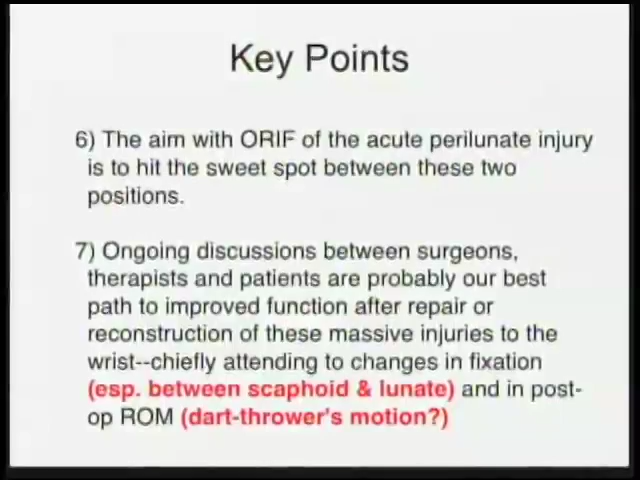 Key Points
6) The aim with ORIF of the acute perilunate injury
is to hit the sweet spot between these two
positions.
7) Ongoing discussions between surgeons,
therapists and patients are probably our best
path to improved function after repair or
reconstruction of these massive injuries to the
wrist--chiefly attending to changes in fixation
(esp. between scaphoid & lunate) and in post-
op ROM (dart-thrower's motion?)